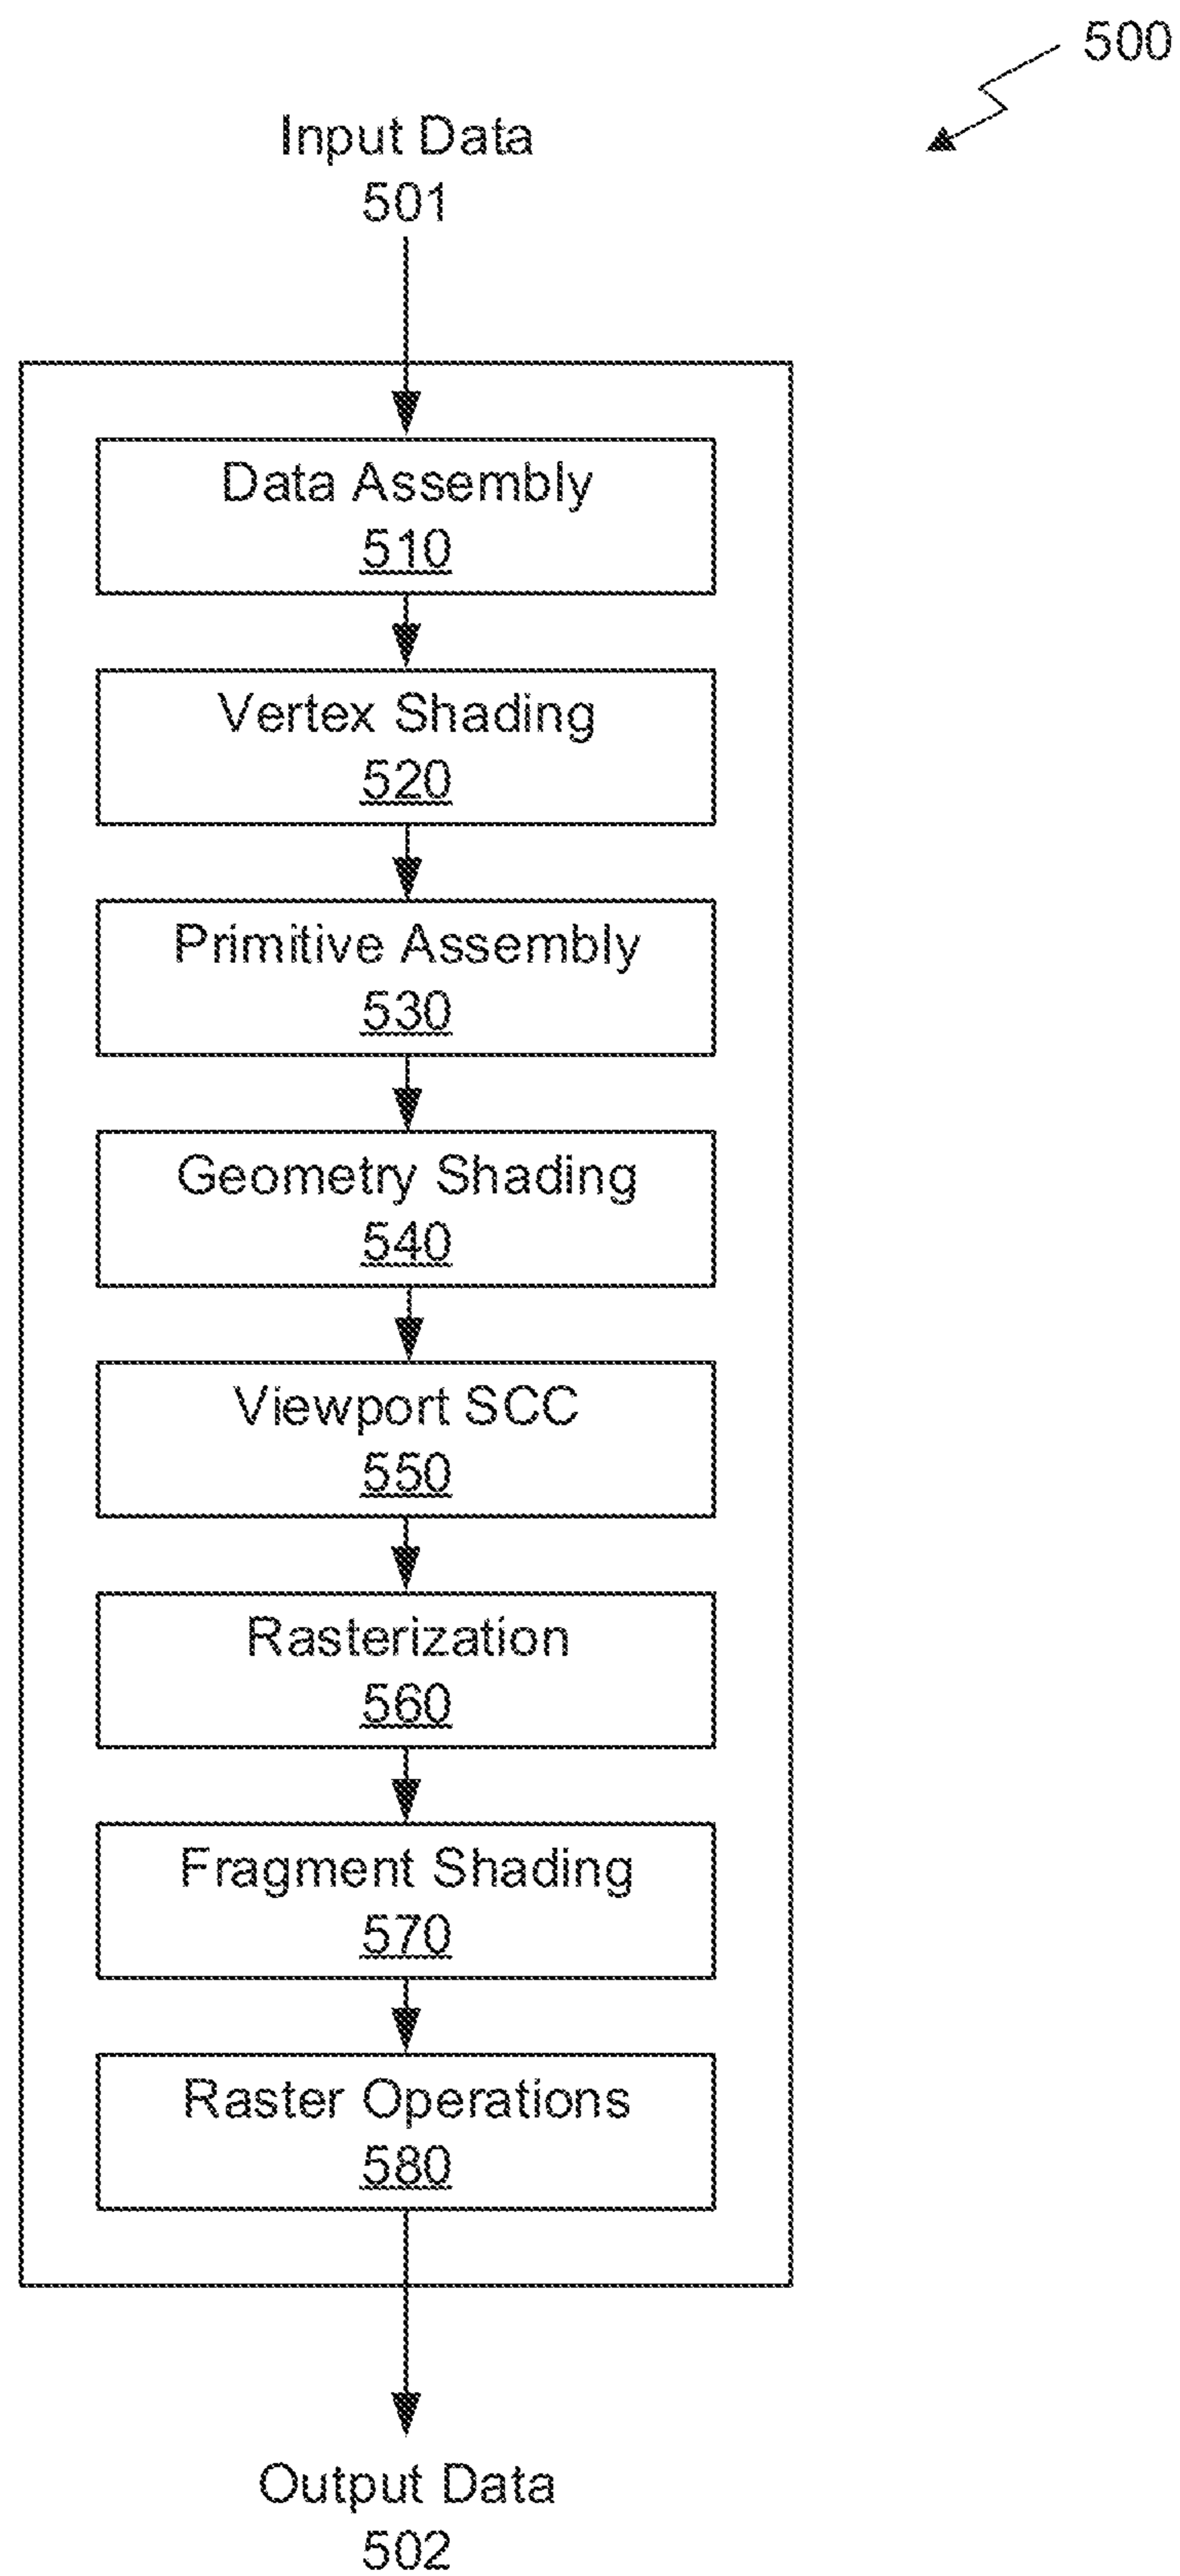 500
Input Data
501
Data Assembly
510
Vertex Shading
520
Primitive Assembly
530
Geometry Shading
540
Viewport SCC
550
Rasterization
560
Fragment Shading
570
Raster Operations
580
Output Data
502